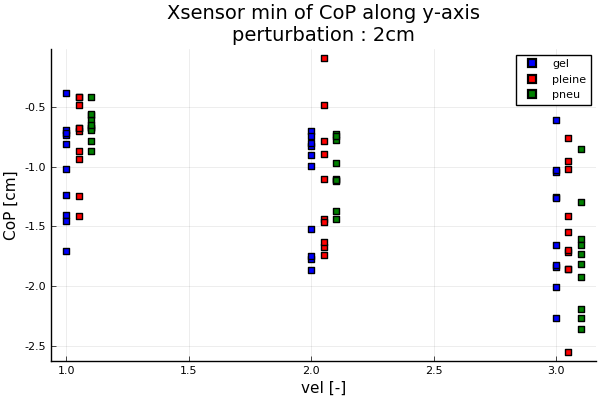 Xsensor min of CoP along y-axis
perturbation : 2cm
gel
pleine
pneu
-0.5
-1.0
-1.5
-2.0
-2.5
CoP [cm]
1.0 1.5 2.0 2.5 3.0
vel [-]